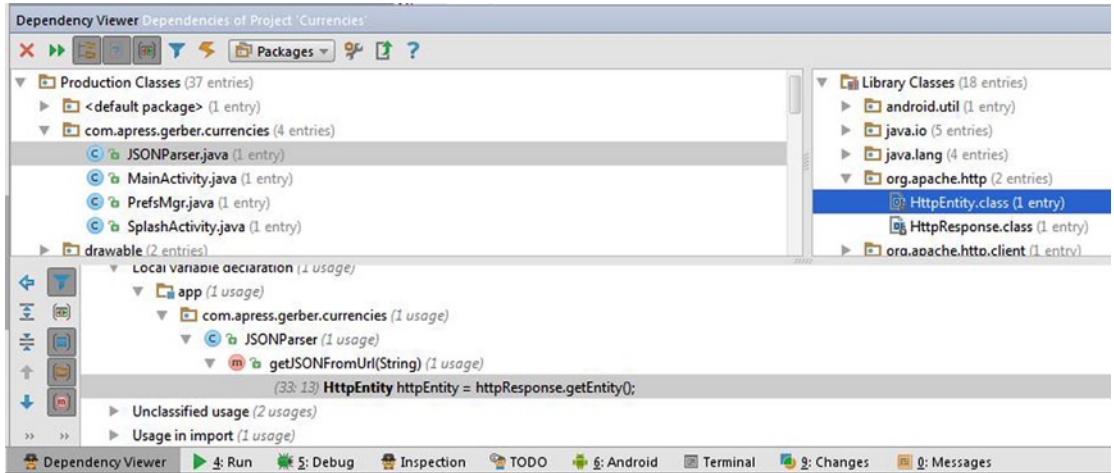 Dependency Viewer Dependencies of Project 'Currencies'
Packages
Production Classes (37 entries)
<default package> (1 entry)
com.apress.gerber.currencies (4 entries)
JSONParser.java (1 entry)
MainActivity.java (1 entry)
PrefsMgr.java (1 entry)
SplashActivity.java (1 entry)
drawable (2 entries)
Library Classes (18 entries)
android.util (1 entry)
java.io (5 entries)
java.lang (4 entries)
org.apache.http (2 entries)
HttpEntity.class (1 entry)
HttpResponse.class (1 entry)
org.apache.http.client (1 entry)
Local variable declaration (1 usage)
app (1 usage)
com.apress.gerber.currencies (1 usage)
JSONParser (1 usage)
getJSONFromUrl(String) (1 usage)
(33: 13) HttpEntity httpEntity = httpResponse.getEntity();
Unclassified usage (2 usages)
Usage in import (1 usage)
Dependency Viewer 4: Run 5: Debug Inspection TODO 6: Android Terminal 9: Changes 0: Messages